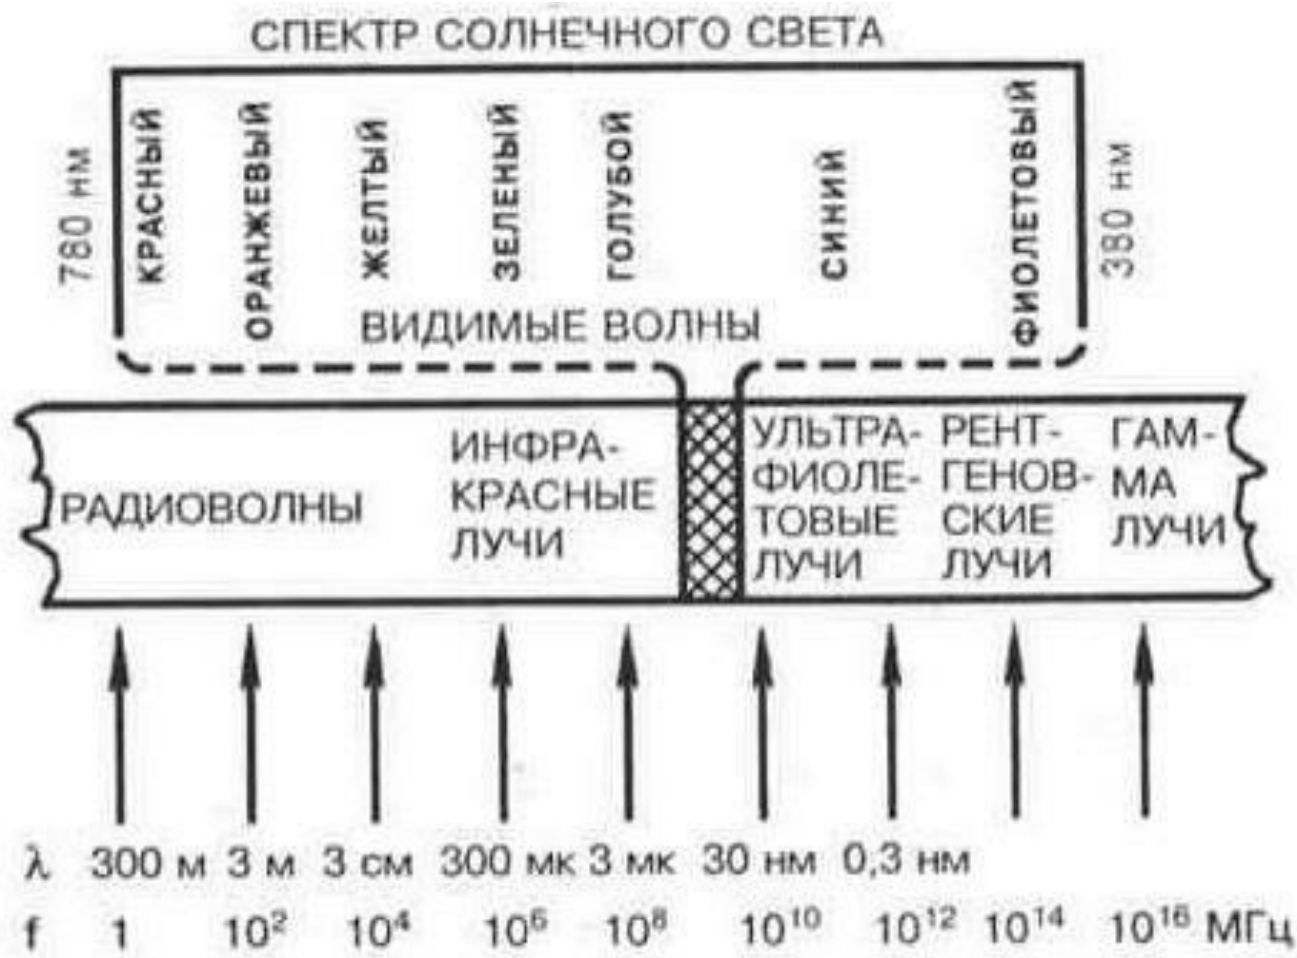 СПЕКТР СОЛНЕЧНОГО СВЕТА
780 нм
КРАСНЫЙ
ОРАНЖЕВЫЙ
ЖЕЛТЫЙ
ЗЕЛЕНЫЙ
ГОЛУБОЙ
СИНИЙ
ФИОЛЕТОВЫЙ
380 нм
ВИДИМЫЕ ВОЛНЫ
РАДИОВОЛНЫ
ИНФРА-
КРАСНЫЕ
ЛУЧИ
УЛЬТРА-
ФИОЛЕ-
ТОВЫЕ
ЛУЧИ
РЕНТ-
ГЕНОВ-
СКИЕ
ЛУЧИ
ГАМ-
МА
ЛУЧИ
λ 300 м 3 м 3 см 300 мк 3 мк 30 нм 0,3 нм
f 1 10² 10⁴ 10⁶ 10⁸ 10¹⁰ 10¹² 10¹⁴ 10¹⁶ МГц